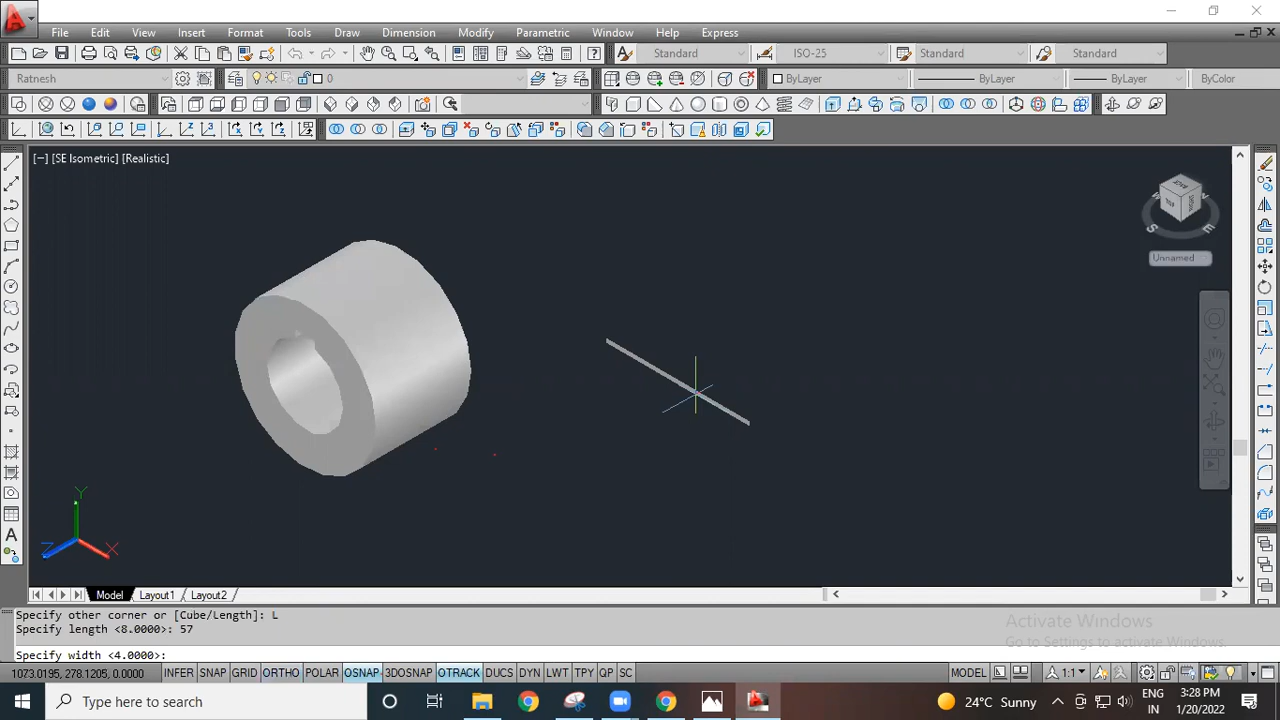 File Edit View Insert Format Tools Draw Dimension Modify Parametric Window Help Express
Standard ISO-25 Standard Standard
Ratnesh 0 ByLayer ByLayer ByLayer ByColor
[−] [SE Isometric] [Realistic]
S E
Unnamed
Y
Z X
Model Layout1 Layout2
Specify other corner or [Cube/Length]: L
Specify length <8.0000>: 57
Specify width <4.0000>:
Activate Windows
Go to Settings to activate Windows.
1073.0195, 278.1205, 0.0000 INFER SNAP GRID ORTHO POLAR OSNAP 3DOSNAP OTRACK DUCS DYN LWT TPY QP SC MODEL 1:1
Type here to search 24°C Sunny ENG 3:28 PM
IN 1/20/2022